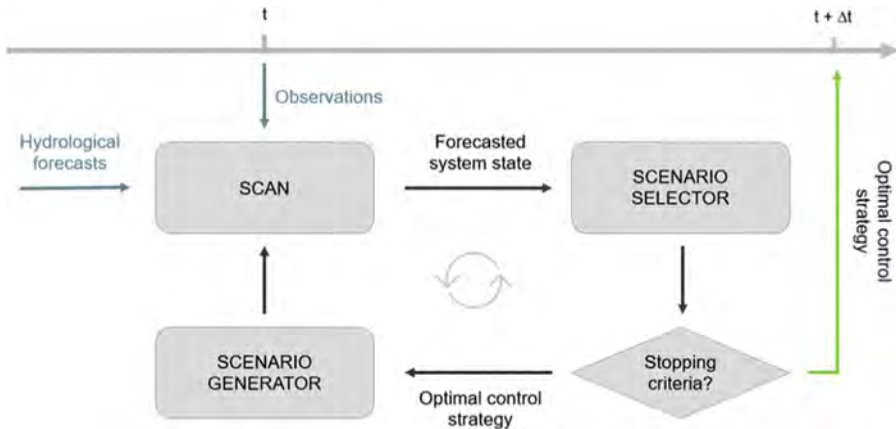 t
t + Δt
Observations
Hydrological
forecasts
SCAN
Forecasted
system state
SCENARIO
SELECTOR
Optimal control
strategy
SCENARIO
GENERATOR
Optimal control
strategy
Stopping
criteria?